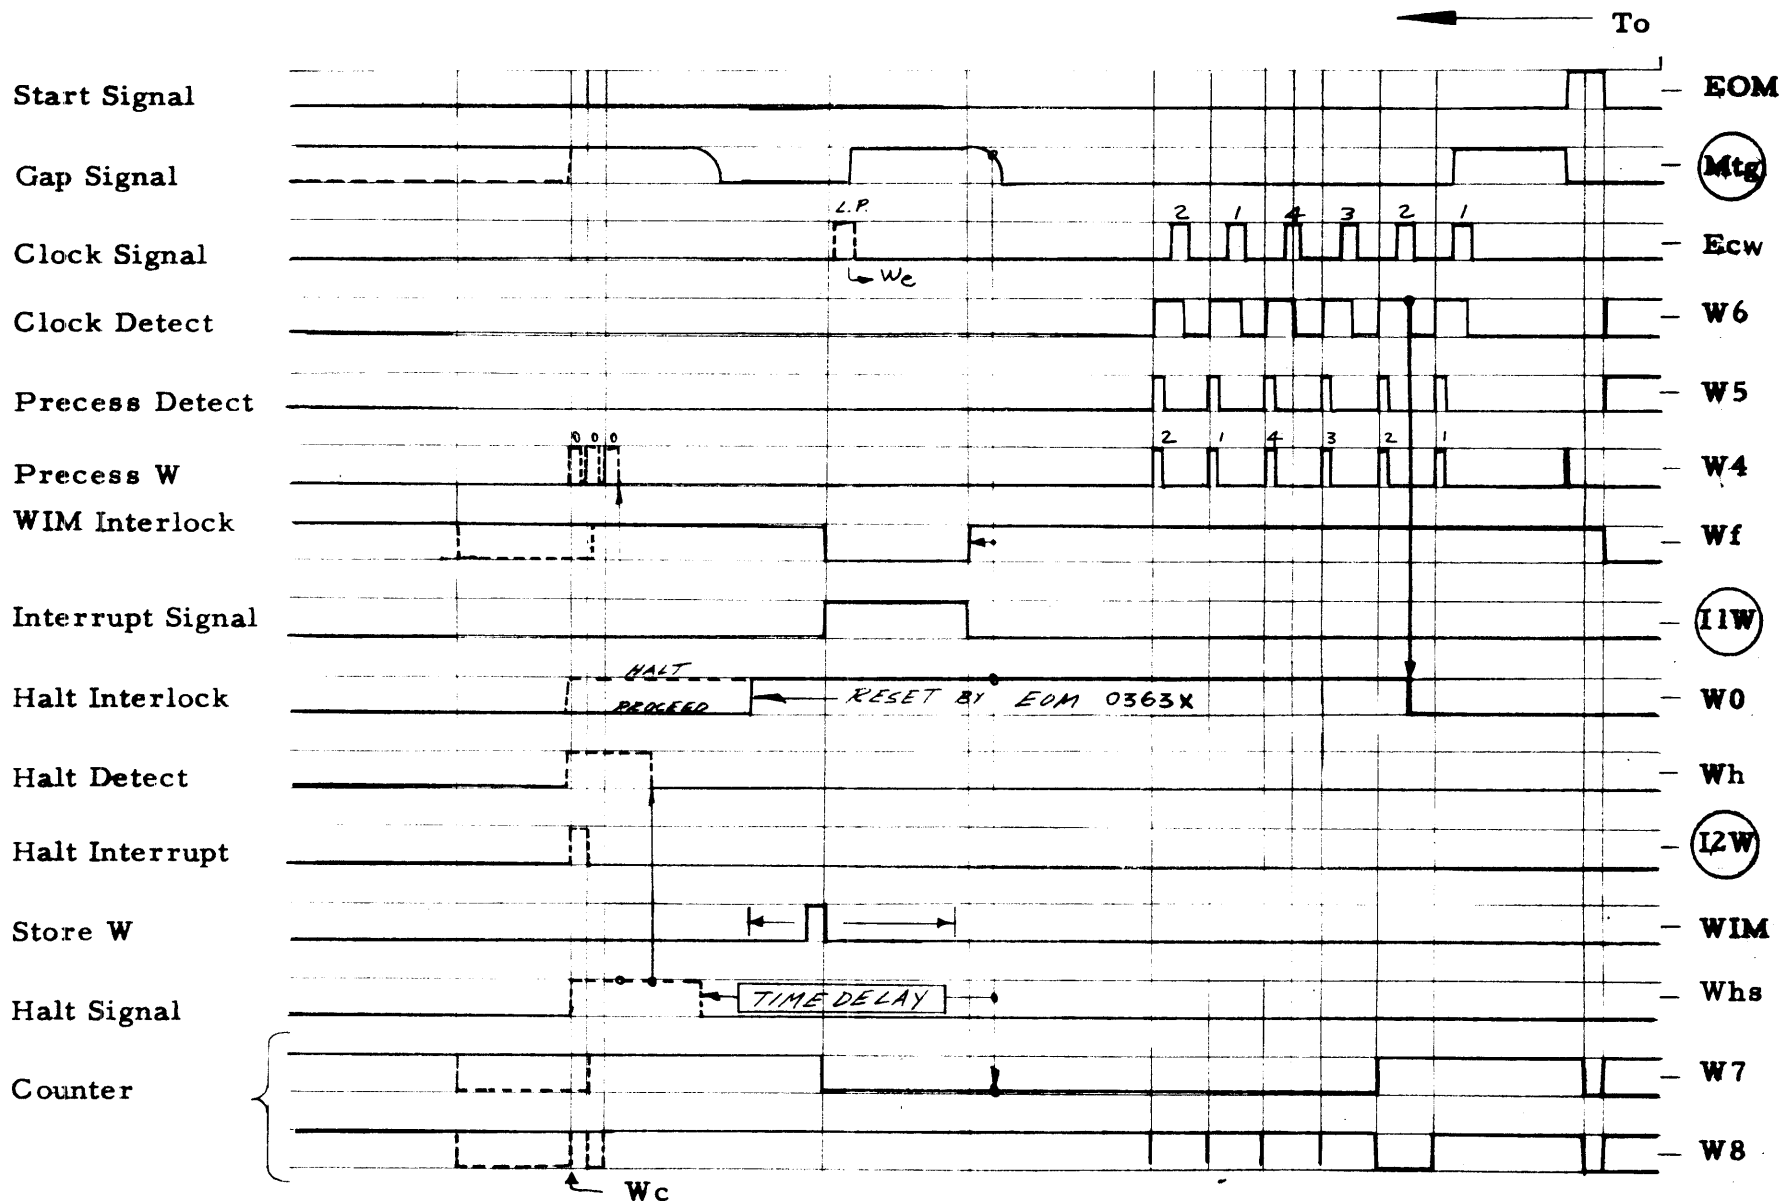 To
Start Signal EOM
Gap Signal Mtg
L.P. 2 1 4 3 2 1
Clock Signal Ecw
We
Clock Detect W6
Precess Detect W5
0 0 0 2 1 4 3 2 1
Precess W W4
WIM Interlock Wf
Interrupt Signal I1W
HALT
Halt Interlock RESET BY EOM 0363X W0
PROCEED
Halt Detect Wh
Halt Interrupt I2W
Store W WIM
Halt Signal TIME DELAY Whs
Counter W7
W8
Wc